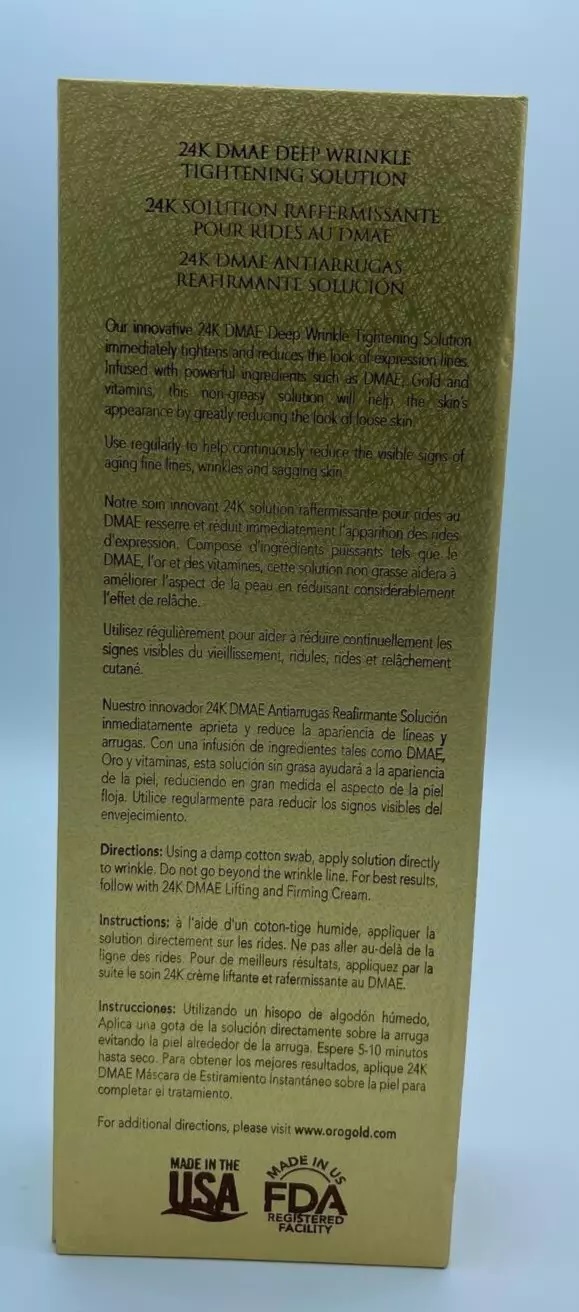 24K DMAE DEEP WRINKLE
TIGHTENING SOLUTION
24K SOLUTION RAFFERMISSANTE
POUR RIDES AU DMAE
24K DMAE ANTIARRUGAS
REAFIRMANTE SOLUCIÓN
Our innovative 24K DMAE Deep Wrinkle Tightening Solution
immediately tightens and reduces the look of expression lines.
Infused with powerful ingredients such as DMAE, Gold and
vitamins, this non-greasy solution will help the skin's
appearance by greatly reducing the look of loose skin.
Use regularly to help continuously reduce the visible signs of
aging fine lines, wrinkles and sagging skin.
Notre soin innovant 24K solution raffermissante pour rides au
DMAE resserre et réduit immédiatement l'apparition des rides
d'expression. Composé d'ingrédients puissants tels que le
DMAE, l'or et des vitamines, cette solution non grasse aidera à
améliorer l'aspect de la peau en réduisant considérablement
l'effet de relâche.
Utilisez régulièrement pour aider à réduire continuellement les
signes visibles du vieillissement, ridules, rides et relâchement
cutané.
Nuestro innovador 24K DMAE Antiarrugas Reafirmante Solución
inmediatamente aprieta y reduce la apariencia de líneas y
arrugas. Con una infusión de ingredientes tales como DMAE,
Oro y vitaminas, esta solución sin grasa ayudará a la apariencia
de la piel, reduciendo en gran medida el aspecto de la piel
floja. Utilice regularmente para reducir los signos visibles del
envejecimiento.
Directions: Using a damp cotton swab, apply solution directly
to wrinkle. Do not go beyond the wrinkle line. For best results,
follow with 24K DMAE Lifting and Firming Cream.
Instructions: à l'aide d'un coton-tige humide, appliquer la
solution directement sur les rides. Ne pas aller au-delà de la
ligne des rides. Pour de meilleurs résultats, appliquez par la
suite le soin 24K crème liftante et rafermissante au DMAE.
Instrucciones: Utilizando un hisopo de algodón húmedo,
Aplica una gota de la solución directamente sobre la arruga
evitando la piel alrededor de la arruga. Espere 5-10 minutos
hasta seco. Para obtener los mejores resultados, aplique 24K
DMAE Máscara de Estiramiento Instantáneo sobre la piel para
completar el tratamiento.
For additional directions, please visit www.orogold.com
MADE IN THE
USA
MADE IN US
FDA
REGISTERED
FACILITY